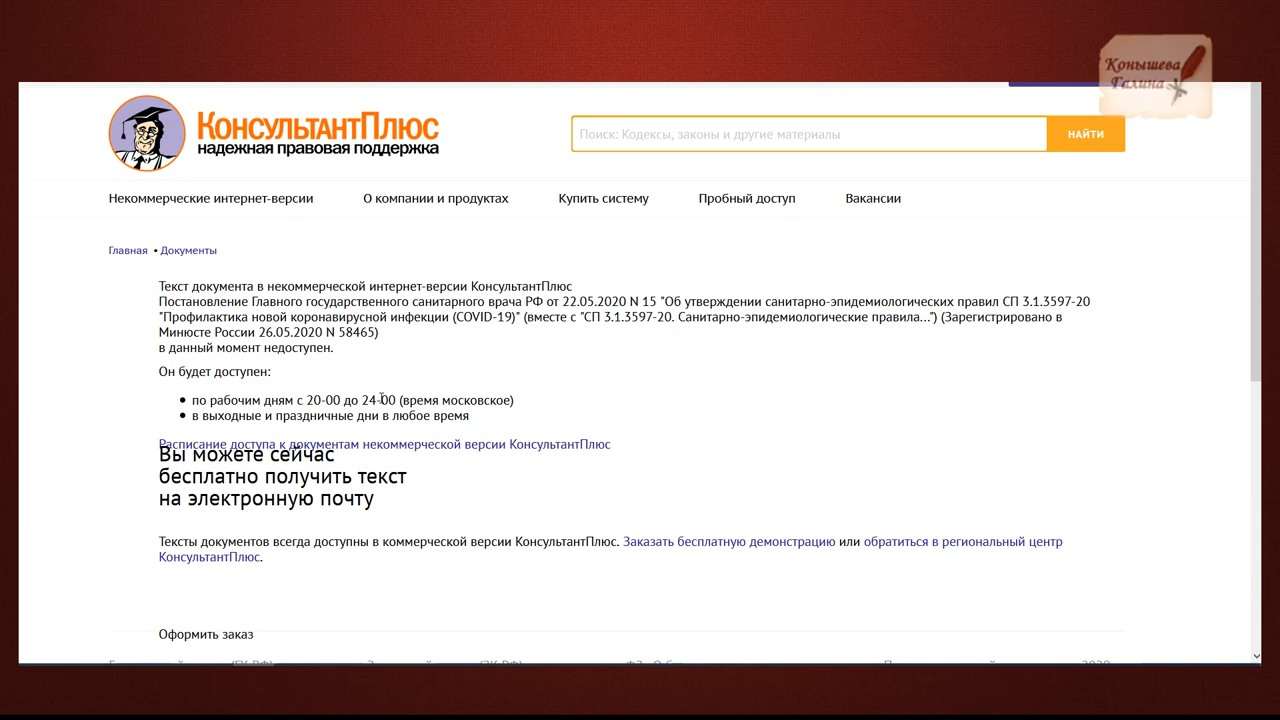 Конышева
Галина
КонсультантПлюс
надежная правовая поддержка
Поиск: Кодексы, законы и другие материалы
НАЙТИ
Некоммерческие интернет-версии
О компании и продуктах
Купить систему
Пробный доступ
Вакансии
Главная • Документы
Текст документа в некоммерческой интернет-версии КонсультантПлюс
Постановление Главного государственного санитарного врача РФ от 22.05.2020 N 15 "Об утверждении санитарно-эпидемиологических правил СП 3.1.3597-20
"Профилактика новой коронавирусной инфекции (COVID-19)" (вместе с "СП 3.1.3597-20. Санитарно-эпидемиологические правила...") (Зарегистрировано в
Минюсте России 26.05.2020 N 58465)
в данный момент недоступен.
Он будет доступен:
• по рабочим дням с 20-00 до 24-00 (время московское)
• в выходные и праздничные дни в любое время
Расписание доступа к документам некоммерческой версии КонсультантПлюс
Вы можете сейчас
бесплатно получить текст
на электронную почту
Тексты документов всегда доступны в коммерческой версии КонсультантПлюс. Заказать бесплатную демонстрацию или обратиться в региональный центр
КонсультантПлюс.
Оформить заказ